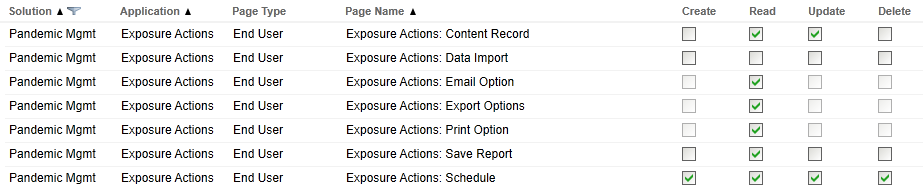 Solution Application Page Type Page Name Create Read Update Delete
Pandemic Mgmt Exposure Actions End User Exposure Actions: Content Record
Pandemic Mgmt Exposure Actions End User Exposure Actions: Data Import
Pandemic Mgmt Exposure Actions End User Exposure Actions: Email Option
Pandemic Mgmt Exposure Actions End User Exposure Actions: Export Options
Pandemic Mgmt Exposure Actions End User Exposure Actions: Print Option
Pandemic Mgmt Exposure Actions End User Exposure Actions: Save Report
Pandemic Mgmt Exposure Actions End User Exposure Actions: Schedule